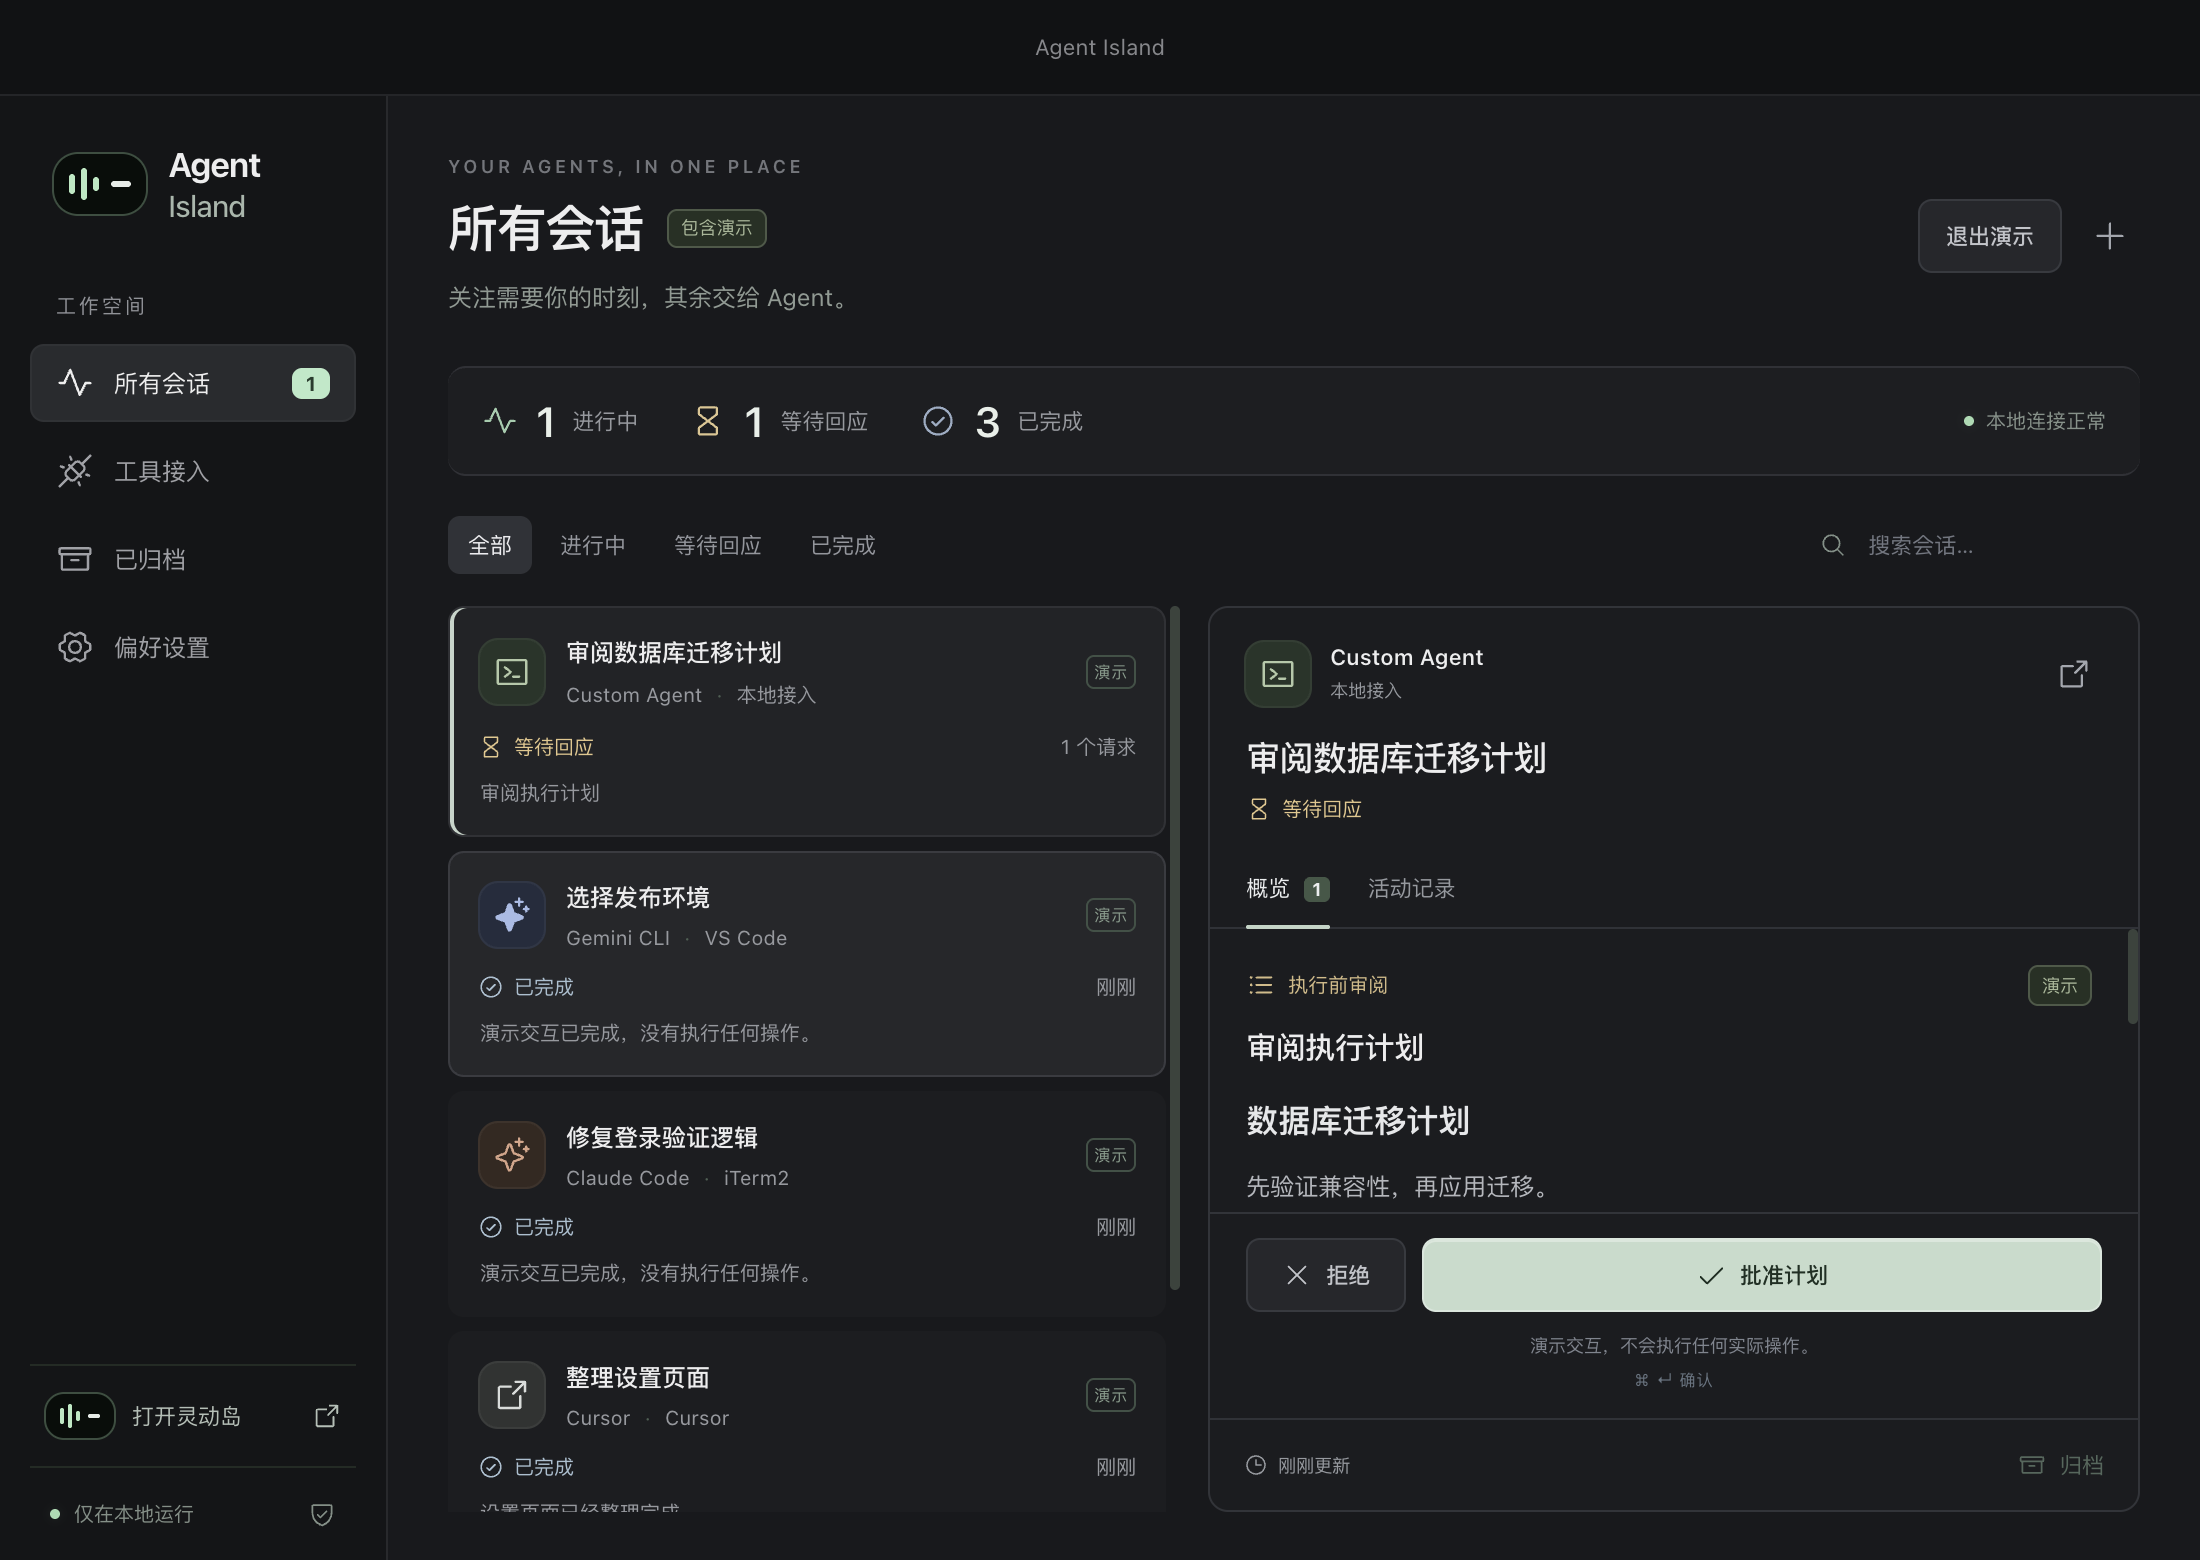 Agent Island
Agent
Island
工作空间
所有会话 1
工具接入
已归档
偏好设置
打开灵动岛
仅在本地运行
YOUR AGENTS, IN ONE PLACE
所有会话 包含演示
关注需要你的时刻，其余交给 Agent。
退出演示
1 进行中 1 等待回应 3 已完成 本地连接正常
全部 进行中 等待回应 已完成 搜索会话...
审阅数据库迁移计划
Custom Agent · 本地接入
演示
等待回应 1 个请求
审阅执行计划
选择发布环境
Gemini CLI · VS Code
演示
已完成 刚刚
演示交互已完成，没有执行任何操作。
修复登录验证逻辑
Claude Code · iTerm2
演示
已完成 刚刚
演示交互已完成，没有执行任何操作。
整理设置页面
Cursor · Cursor
演示
已完成 刚刚
设置页面已经整理完成
Custom Agent
本地接入
审阅数据库迁移计划
等待回应
概览 1 活动记录
执行前审阅 演示
审阅执行计划
数据库迁移计划
先验证兼容性，再应用迁移。
拒绝 批准计划
演示交互，不会执行任何实际操作。
⌘ ↵ 确认
刚刚更新 归档